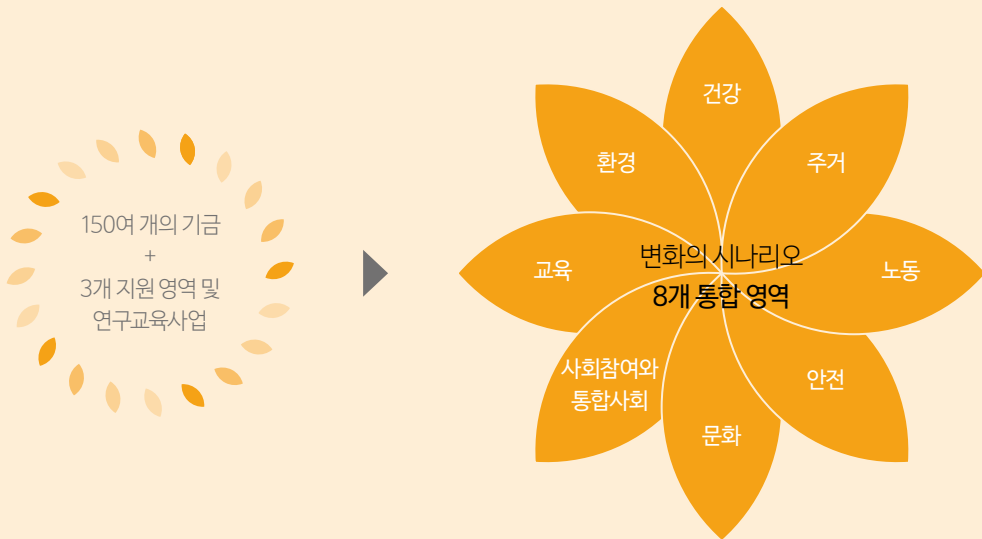 150여 개의 기금
+
3개 지원 영역 및
연구교육사업
변화의 시나리오
8개 통합 영역
건강
주거
노동
안전
문화
사회참여와
통합사회
교육
환경